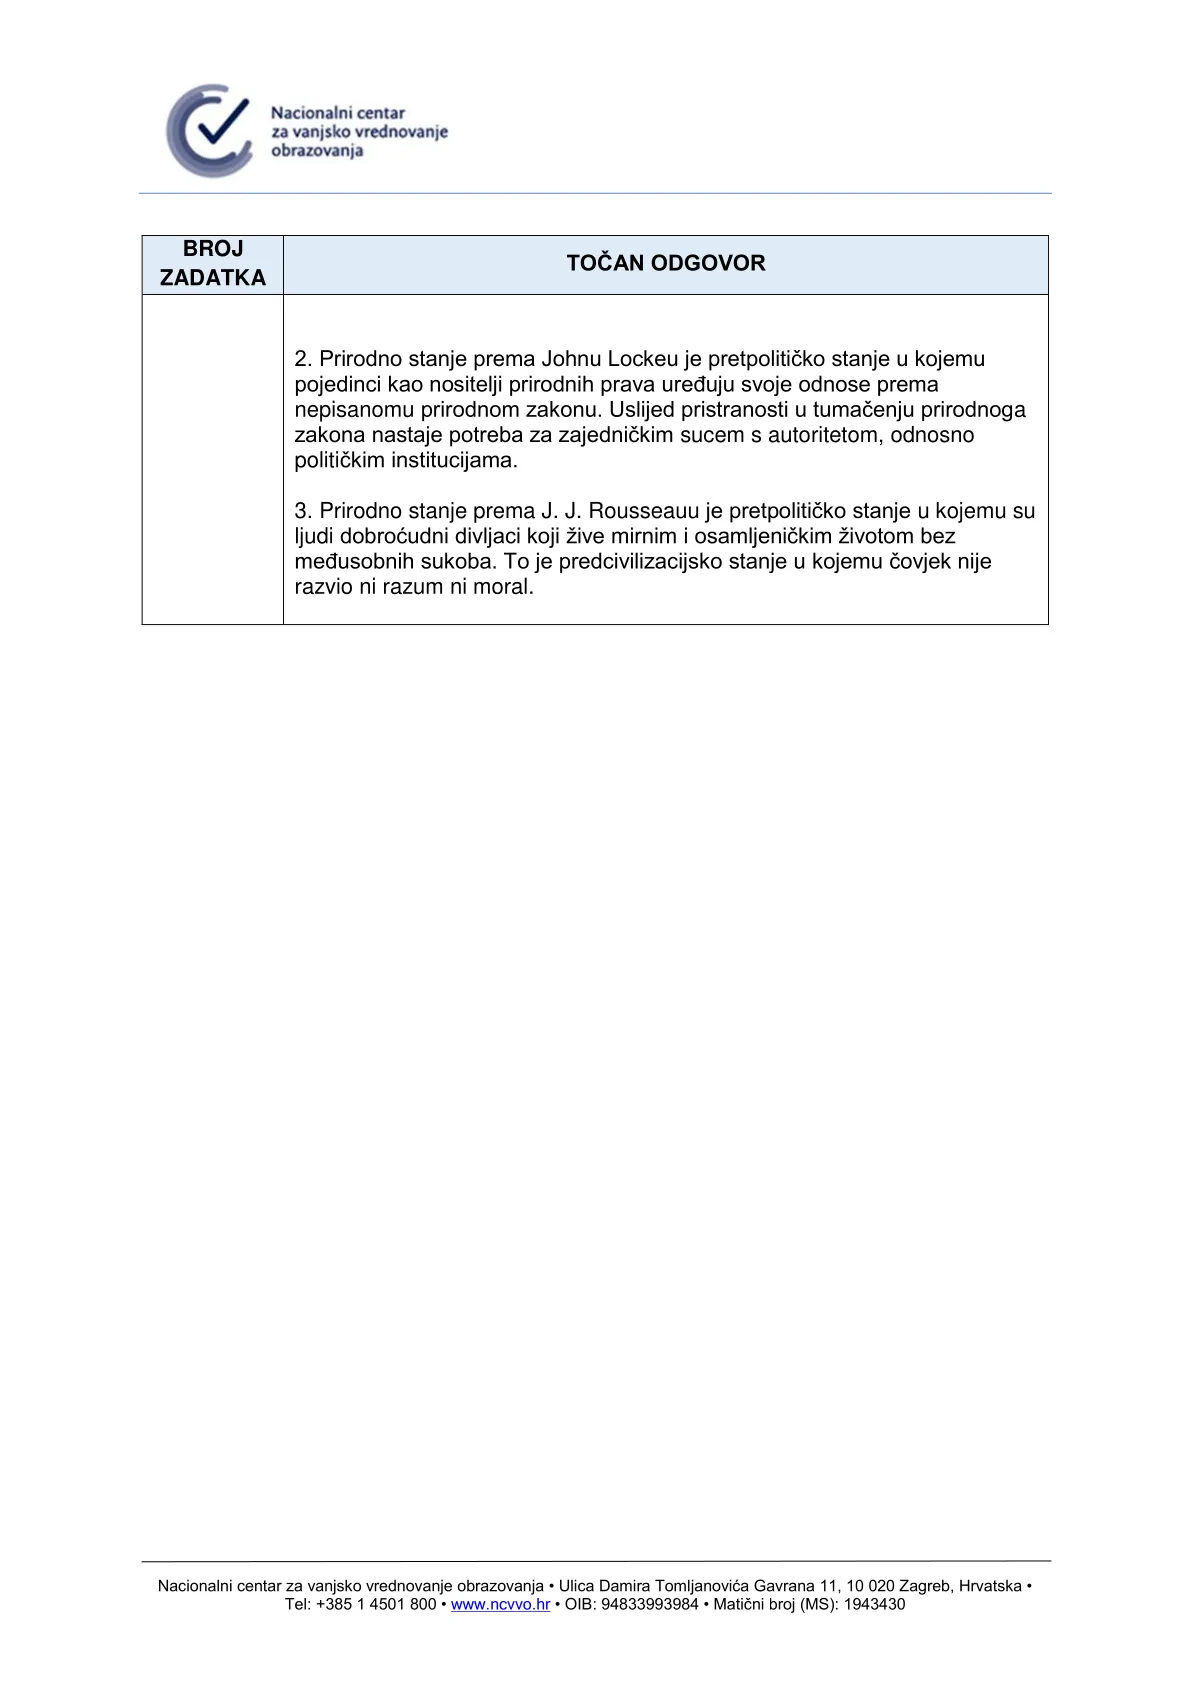 Nacionalni centar
za vanjsko vrednovanje
obrazovanja
BROJ
ZADATKA
TOČAN ODGOVOR
2. Prirodno stanje prema Johnu Lockeu je pretpolitičko stanje u kojemu
pojedinci kao nositelji prirodnih prava uređuju svoje odnose prema
nepisanomu prirodnom zakonu. Uslijed pristranosti u tumačenju prirodnoga
zakona nastaje potreba za zajedničkim sucem s autoritetom, odnosno
političkim institucijama.
3. Prirodno stanje prema J. J. Rousseauu je pretpolitičko stanje u kojemu su
ljudi dobroćudni divljaci koji žive mirnim i osamljeničkim životom bez
međusobnih sukoba. To je predcivilizacijsko stanje u kojemu čovjek nije
razvio ni razum ni moral.
Nacionalni centar za vanjsko vrednovanje obrazovanja • Ulica Damira Tomljanovića Gavrana 11, 10 020 Zagreb, Hrvatska •
Tel: +385 1 4501 800 • www.ncvvo.hr • OIB: 94833993984 • Matični broj (MS): 1943430